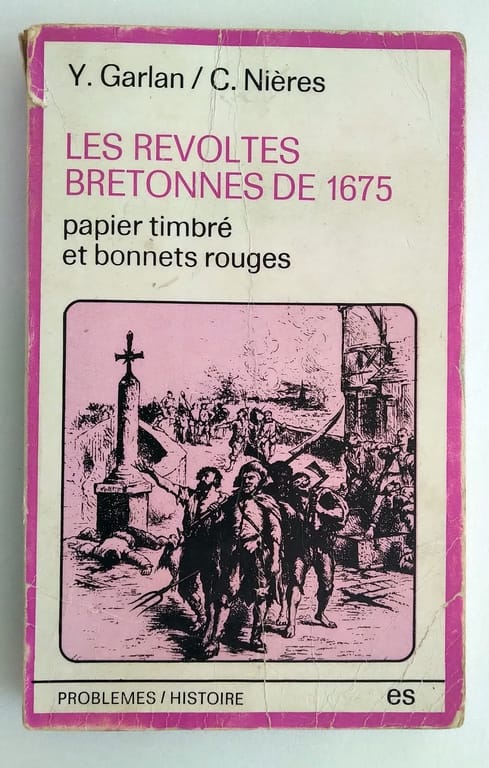 Y. Garlan / C. Nières
LES REVOLTES
BRETONNES DE 1675
papier timbré
et bonnets rouges
PROBLEMES / HISTOIRE
es